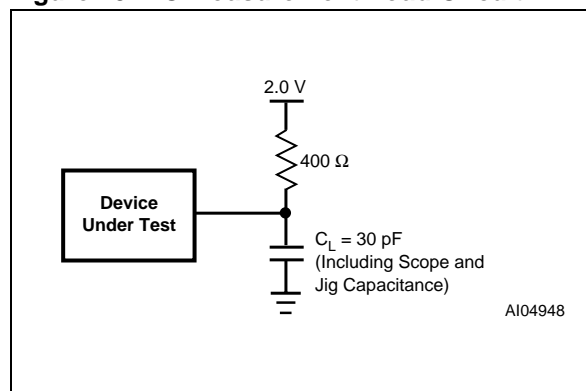 2.0 V
400 Ω
Device
Under Test
C_L = 30 pF
(Including Scope and
Jig Capacitance)
AI04948